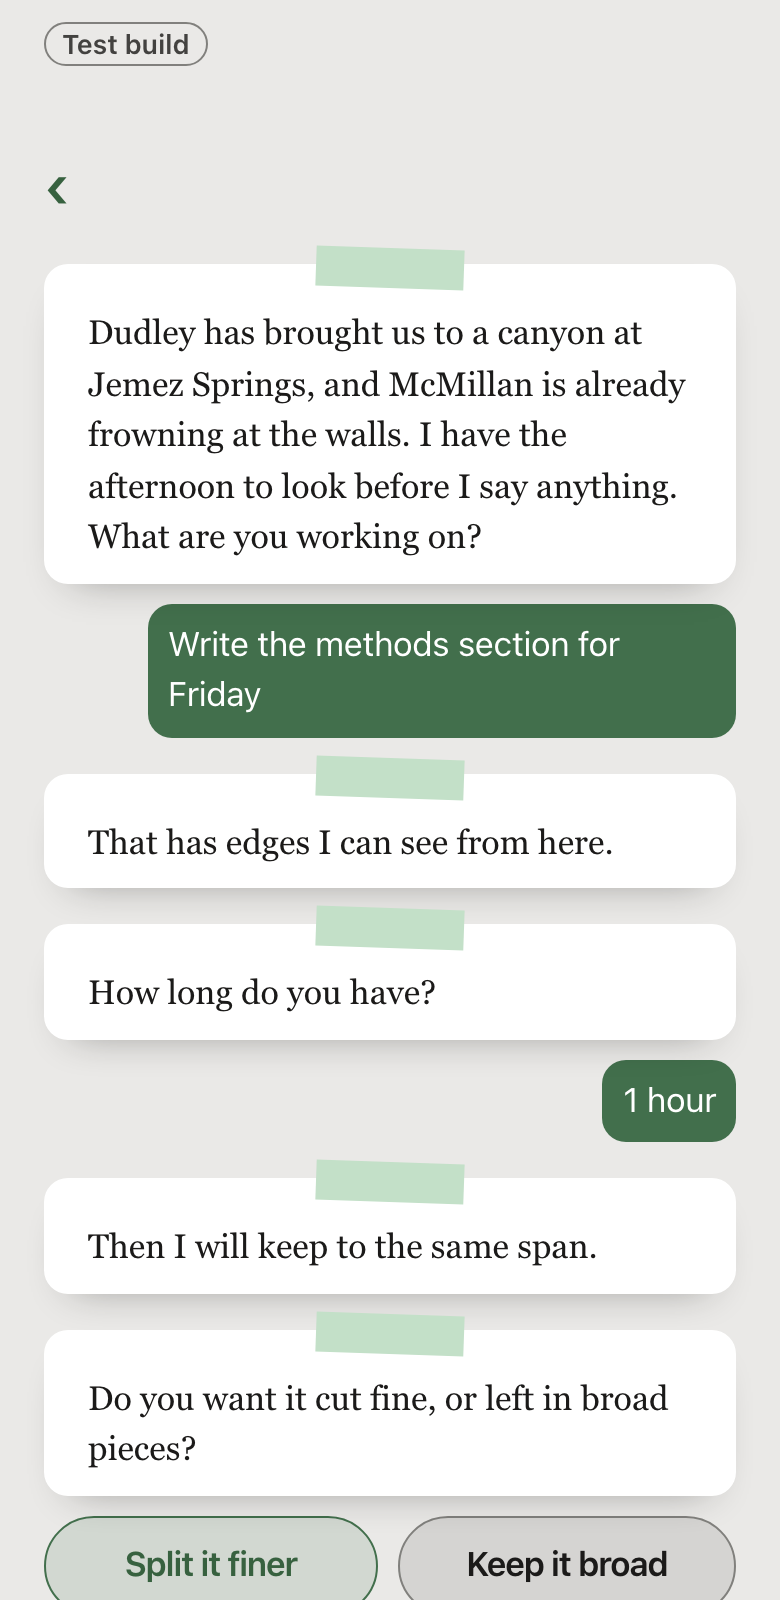 Test build
Dudley has brought us to a canyon at
Jemez Springs, and McMillan is already
frowning at the walls. I have the
afternoon to look before I say anything.
What are you working on?
Write the methods section for
Friday
That has edges I can see from here.
How long do you have?
1 hour
Then I will keep to the same span.
Do you want it cut fine, or left in broad
pieces?
Split it finer
Keep it broad